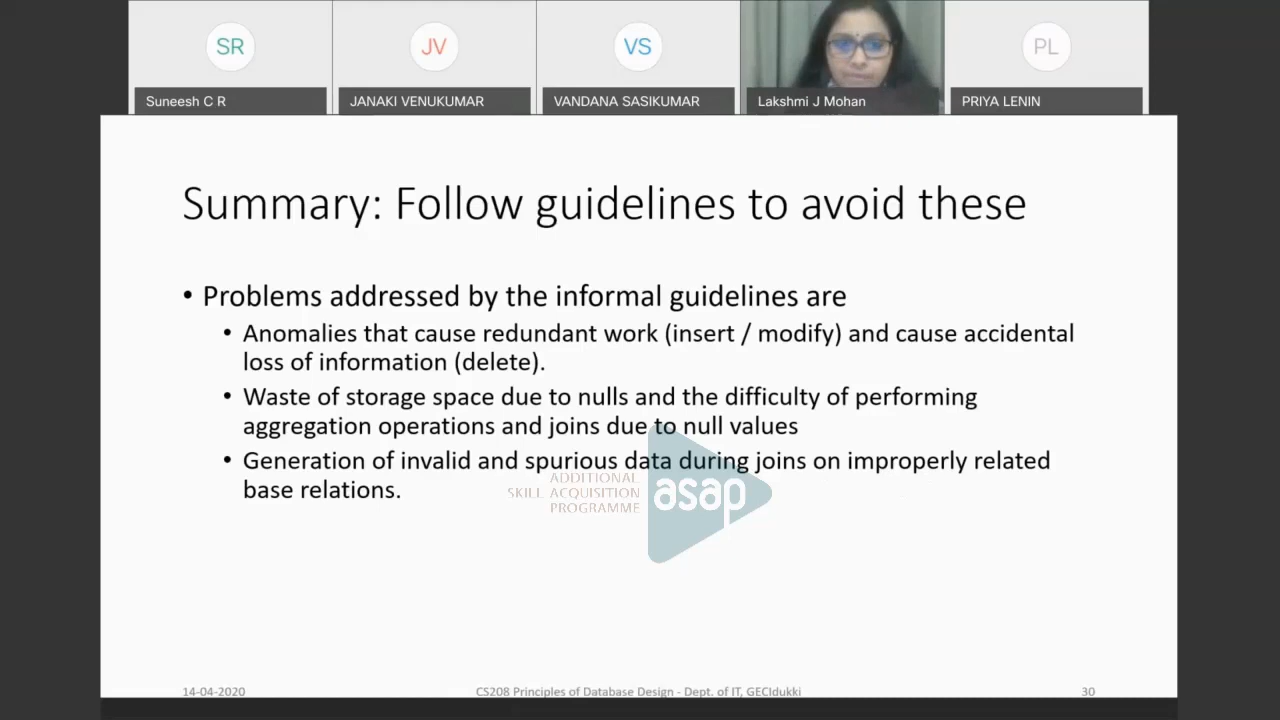 SR
JV
VS
PL
Suneesh C R
JANAKI VENUKUMAR
VANDANA SASIKUMAR
Lakshmi J Mohan
PRIYA LENIN
Summary: Follow guidelines to avoid these
• Problems addressed by the informal guidelines are
• Anomalies that cause redundant work (insert / modify) and cause accidental
loss of information (delete).
• Waste of storage space due to nulls and the difficulty of performing
aggregation operations and joins due to null values
• Generation of invalid and spurious data during joins on improperly related
base relations.
ADDITIONAL
SKILL ACQUISITION
PROGRAMME
asap
14-04-2020
CS208 Principles of Database Design - Dept. of IT, GECIdukki
30